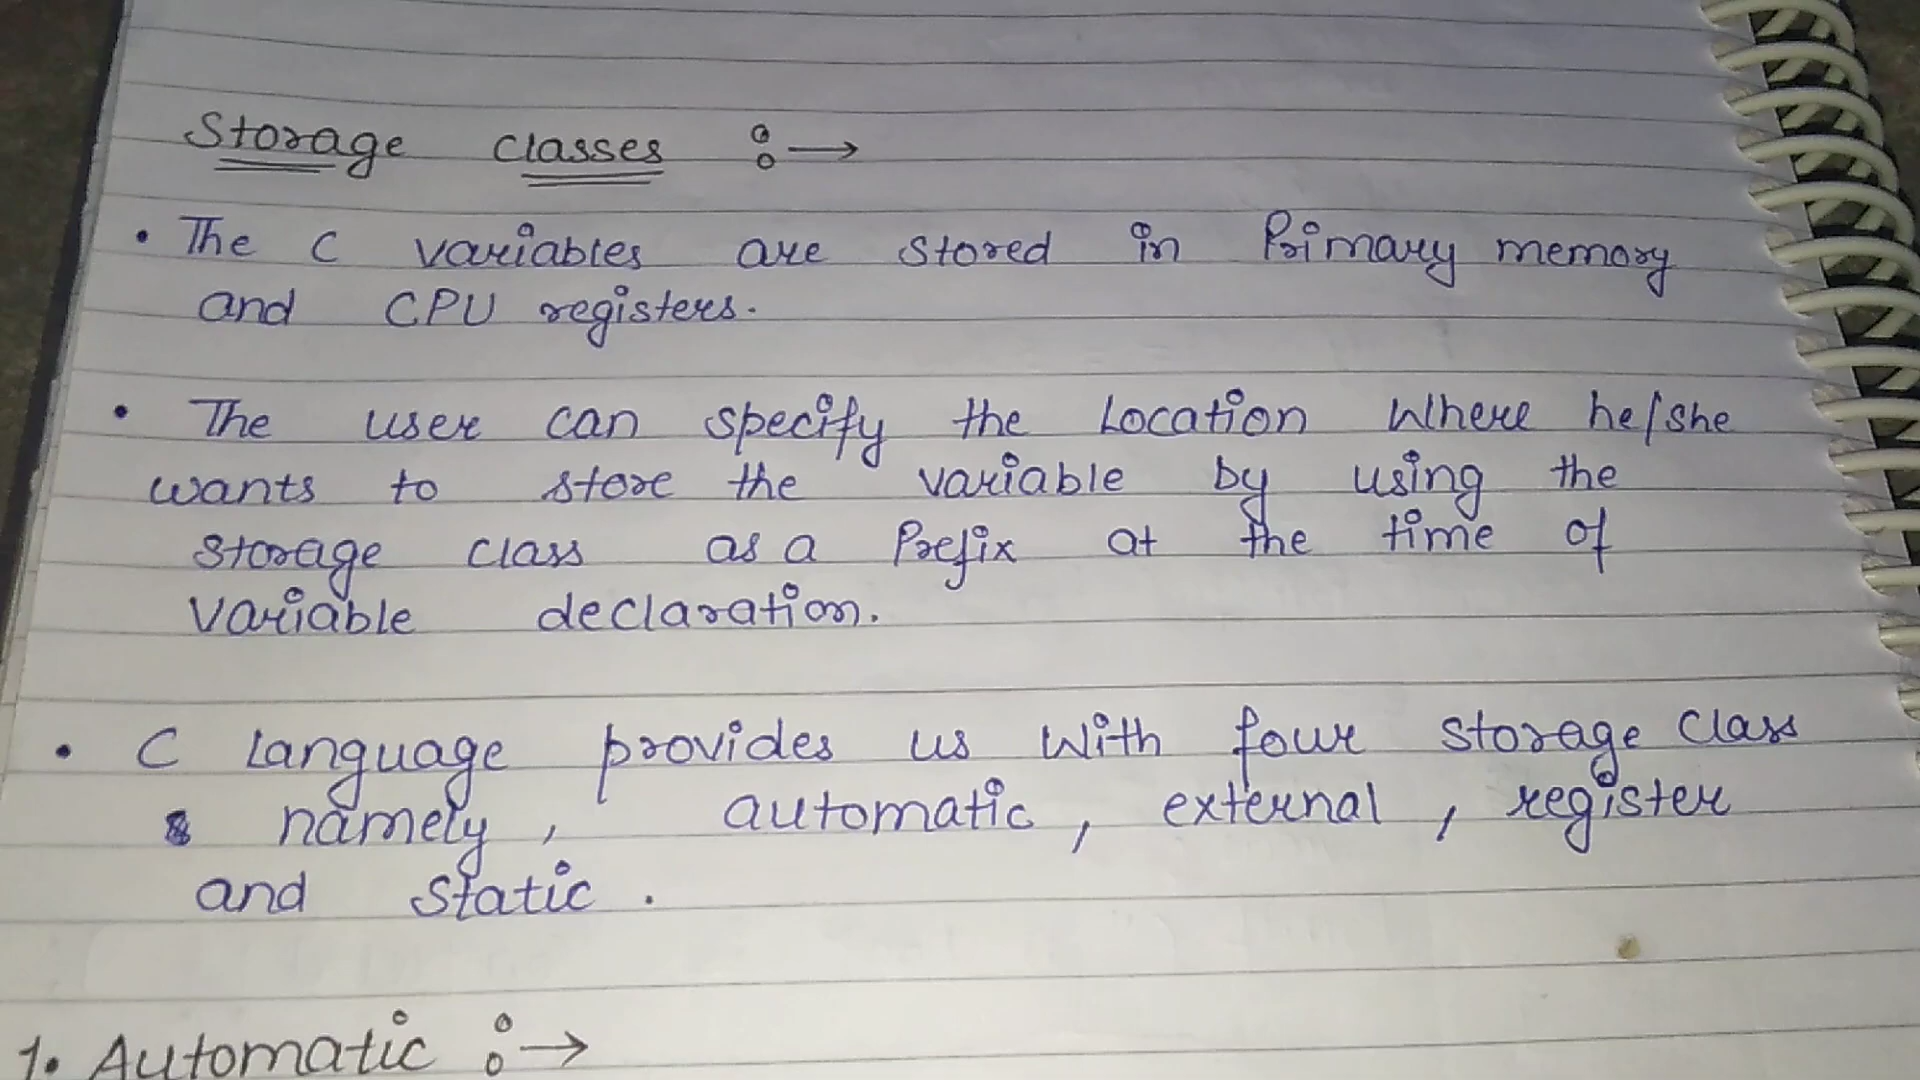 Storage classes :→
• The C variables are stored in Primary memory
and CPU registers.
• The user can specify the Location Where he/she
wants to store the variable by using the
storage class as a Prefix at the time of
Variable declaration.
• C Language provides us With four storage Class
namely, automatic, external, register
and static.
1. Automatic :→